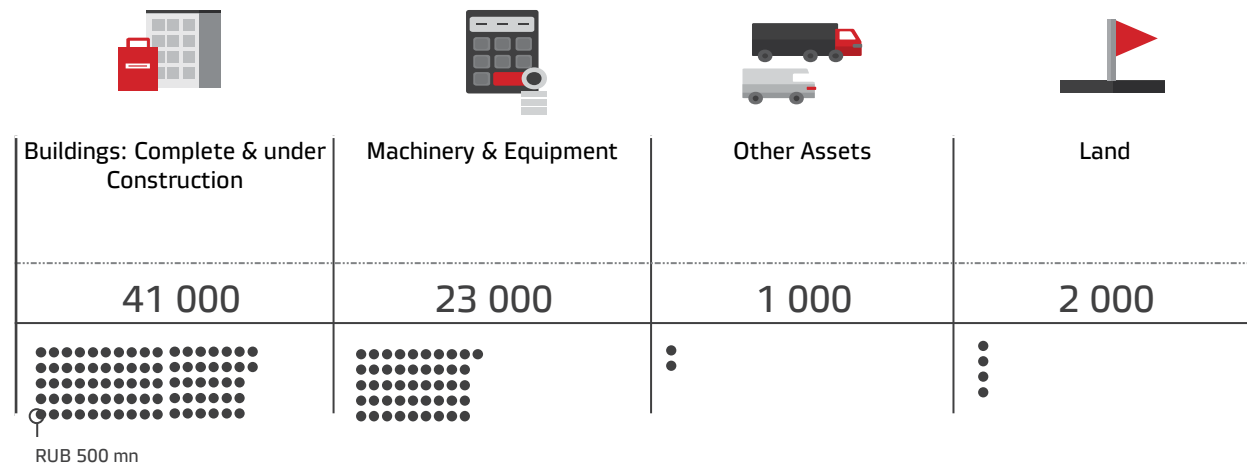 Buildings: Complete & under
Construction
Machinery & Equipment
Other Assets
Land
41 000
23 000
1 000
2 000
RUB 500 mn